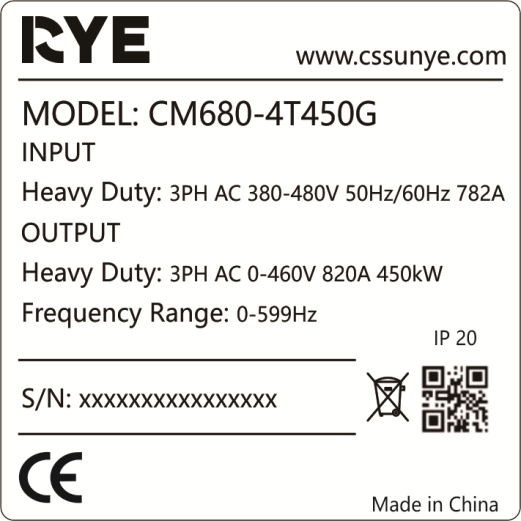 RYE
www.cssunye.com
MODEL: CM680-4T450G
INPUT
Heavy Duty: 3PH AC 380-480V 50Hz/60Hz 782A
OUTPUT
Heavy Duty: 3PH AC 0-460V 820A 450kW
Frequency Range: 0-599Hz
IP 20
S/N: xxxxxxxxxxxxxxxx
CE
Made in China